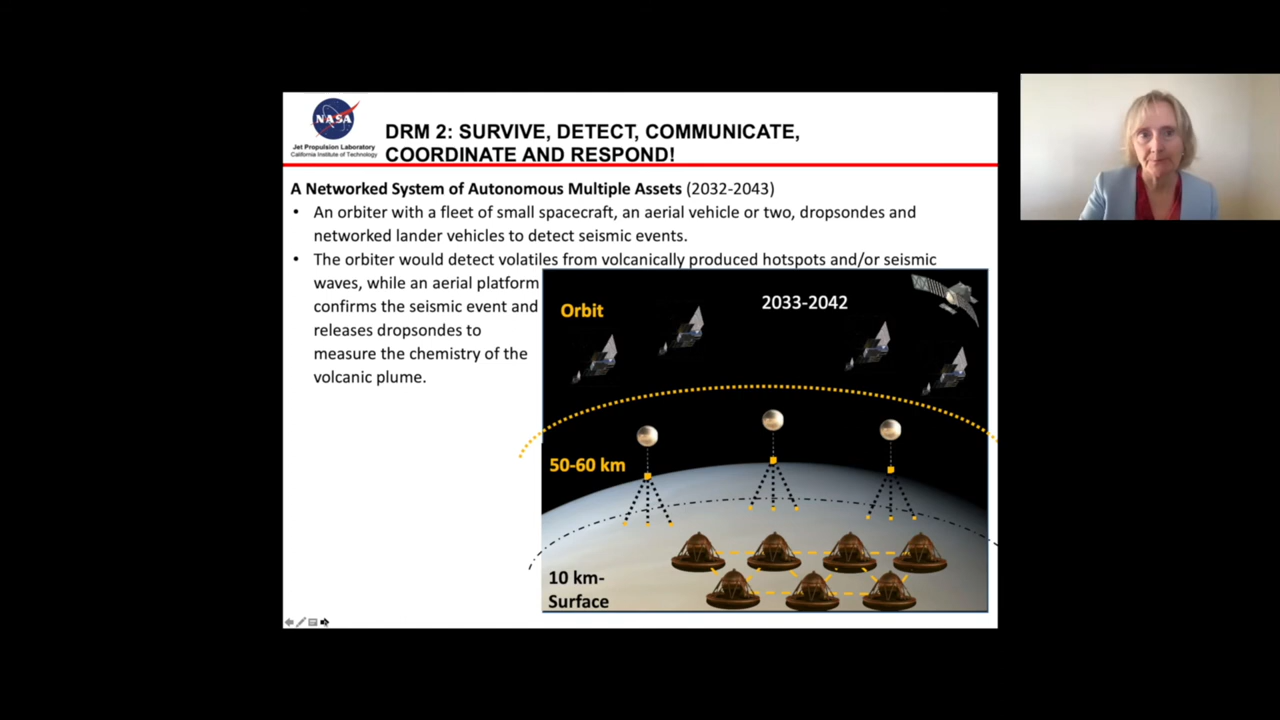 NASA
Jet Propulsion Laboratory
California Institute of Technology
DRM 2: SURVIVE, DETECT, COMMUNICATE,
COORDINATE AND RESPOND!
A Networked System of Autonomous Multiple Assets (2032-2043)
• An orbiter with a fleet of small spacecraft, an aerial vehicle or two, dropsondes and
networked lander vehicles to detect seismic events.
• The orbiter would detect volatiles from volcanically produced hotspots and/or seismic
waves, while an aerial platform
confirms the seismic event and
releases dropsondes to
measure the chemistry of the
volcanic plume.
Orbit
2033-2042
50-60 km
10 km-
Surface